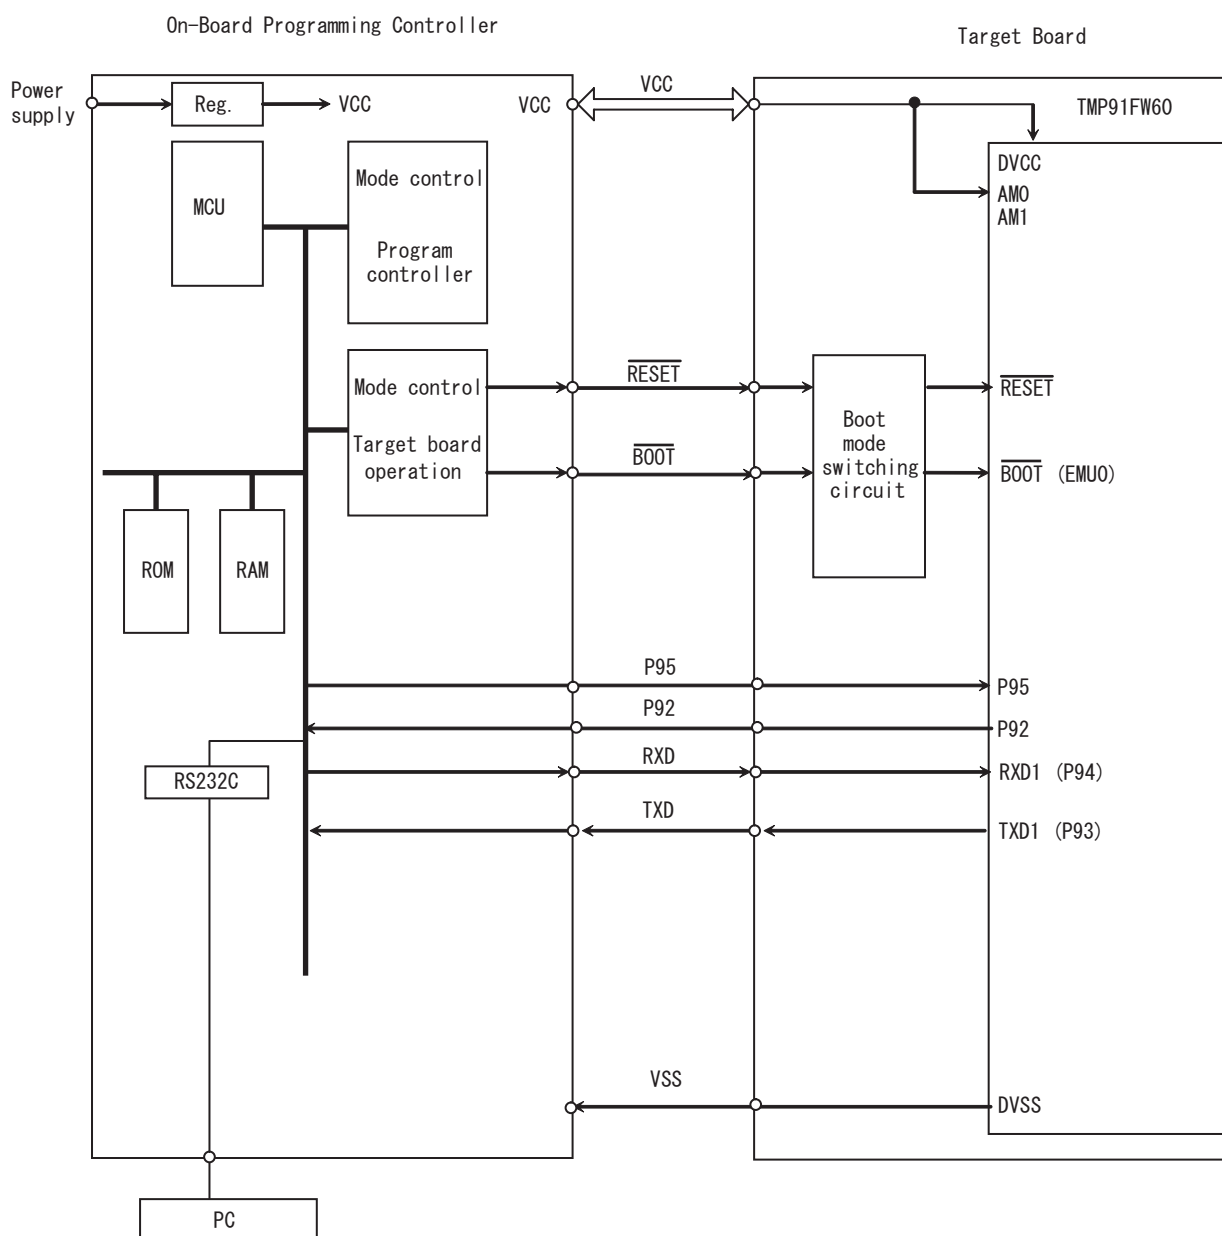 On-Board Programming Controller
Target Board
Power
supply
Reg.
VCC
VCC
VCC
TMP91FW60
MCU
Mode control
Program
controller
DVCC
AM0
AM1
Mode control
Target board
operation
RESET
BOOT
Boot
mode
switching
circuit
RESET
BOOT (EMU0)
ROM
RAM
P95
P95
P92
P92
RS232C
RXD
RXD1 (P94)
TXD
TXD1 (P93)
VSS
DVSS
PC